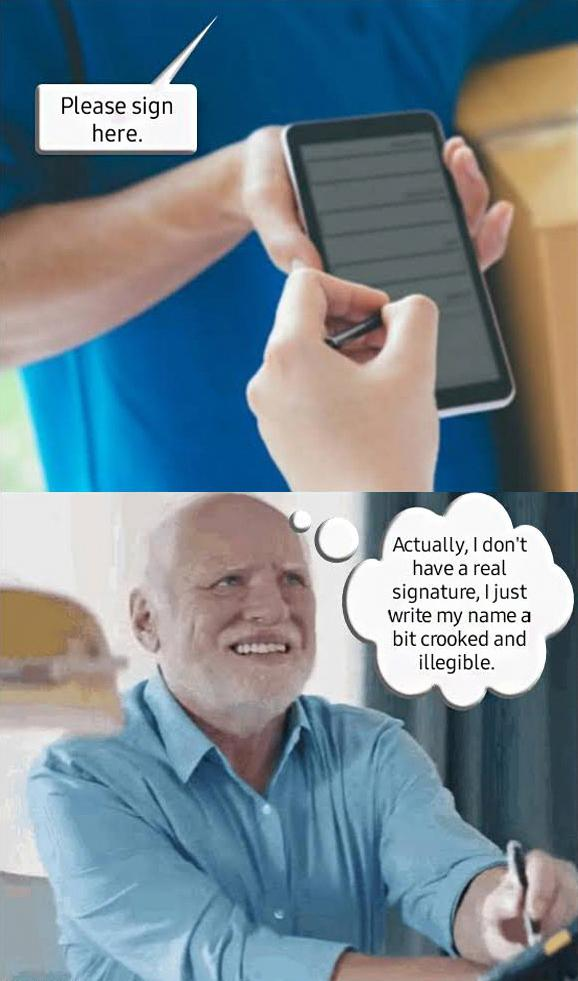 Please sign
here.
Actually, I don't
have a real
signature, I just
write my name a
bit crooked and
illegible.